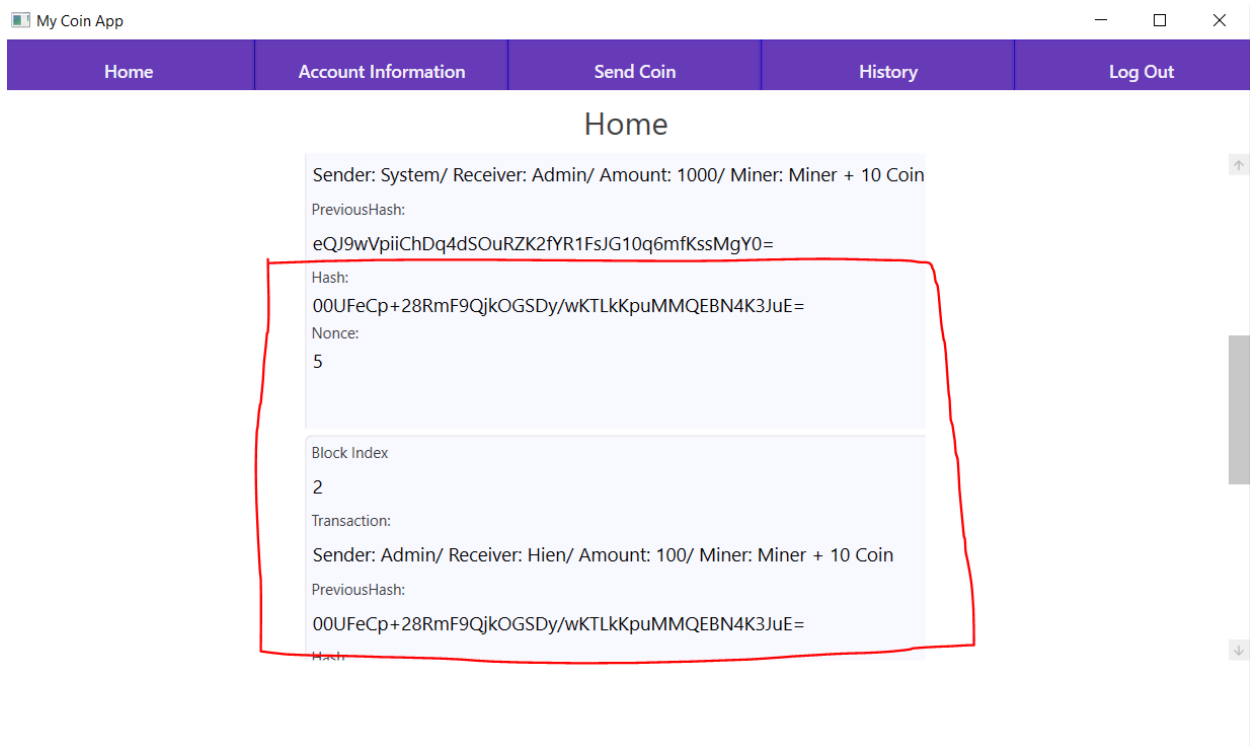 My Coin App
Home
Account Information
Send Coin
History
Log Out
Home
Sender: System/ Receiver: Admin/ Amount: 1000/ Miner: Miner + 10 Coin
PreviousHash:
eQJ9wVpiiChDq4dSOuRZK2fYR1FsJG10q6mfKssMgY0=
Hash:
00UFeCp+28RmF9QjkOGSDy/wKTLkKpuMMQEBN4K3JuE=
Nonce:
5
Block Index
2
Transaction:
Sender: Admin/ Receiver: Hien/ Amount: 100/ Miner: Miner + 10 Coin
PreviousHash:
00UFeCp+28RmF9QjkOGSDy/wKTLkKpuMMQEBN4K3JuE=
Hash: